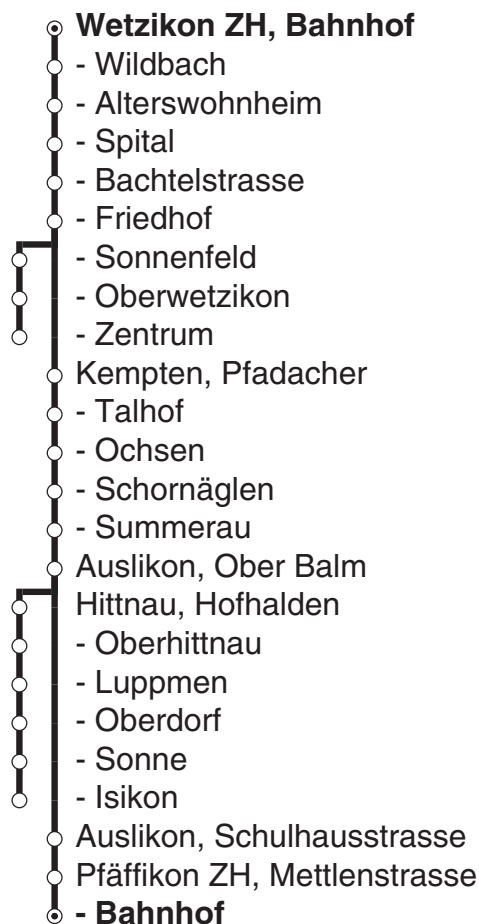 Wetzikon ZH, Bahnhof
- Wildbach
- Alterswohnheim
- Spital
- Bachtelstrasse
- Friedhof
- Sonnenfeld
- Oberwetzikon
- Zentrum
Kempten, Pfadacher
- Talhof
- Ochsen
- Schornäglen
- Summerau
Auslikon, Ober Balm
Hittnau, Hofhalden
- Oberhittnau
- Luppmen
- Oberdorf
- Sonne
- Isikon
Auslikon, Schulhausstrasse
Pfäffikon ZH, Mettlenstrasse
- Bahnhof